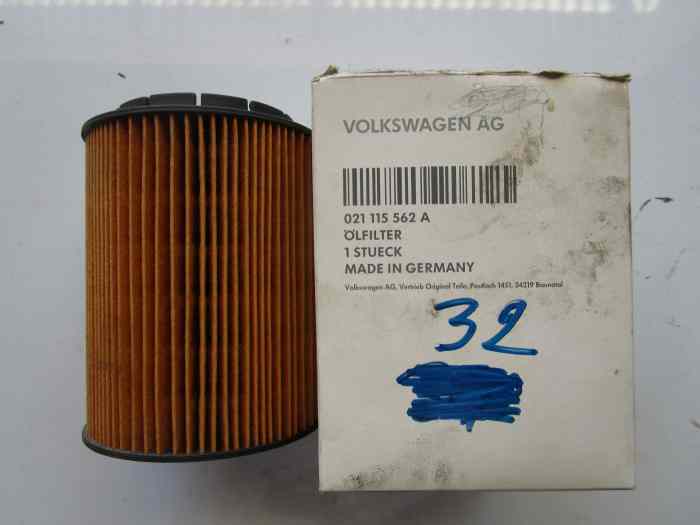 VOLKSWAGEN AG
021 115 562 A
ÖLFILTER
1 STUECK
MADE IN GERMANY
Volkswagen AG, Vertrieb Original Teile, Postfach 1451, 34219 Baunatal
32